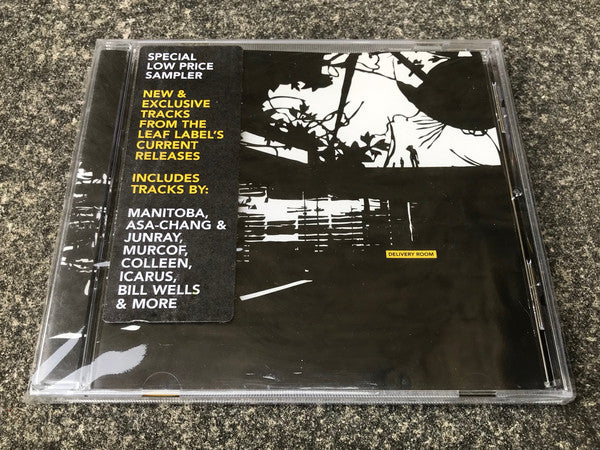 SPECIAL
LOW PRICE
SAMPLER
NEW &
EXCLUSIVE
TRACKS
FROM THE
LEAF LABEL'S
CURRENT
RELEASES
INCLUDES
TRACKS BY:
MANITOBA,
ASA-CHANG &
JUNRAY,
MURCOF,
COLLEEN,
ICARUS,
BILL WELLS
& MORE
DELIVERY ROOM